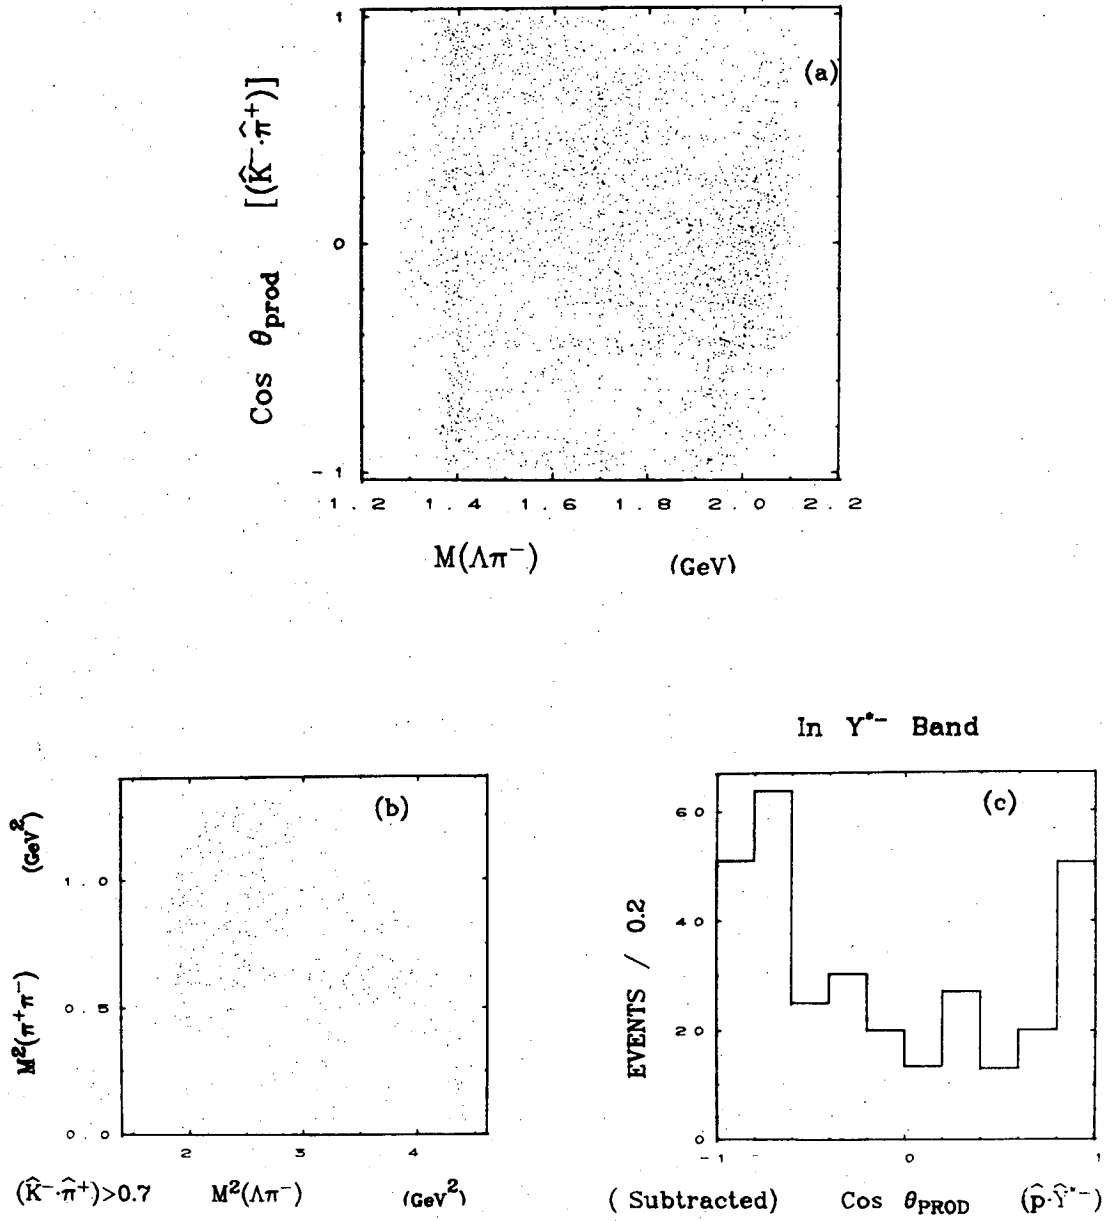 1
(a)
Cos θprod [(K̂⁻·π̂⁺)]
0
-1
1.2 1.4 1.6 1.8 2.0 2.2
M(Λπ⁻) (GeV)
In Y*⁻ Band
(b)
M²(π⁺π⁻) (GeV²)
1.0
0.5
0.0
2 3 4
(K̂⁻·π̂⁺)>0.7 M²(Λπ⁻) (GeV²)
(c)
EVENTS / 0.2
60
40
20
0
-1 0 1
( Subtracted) Cos θPROD (p̂·Ŷ*⁻)